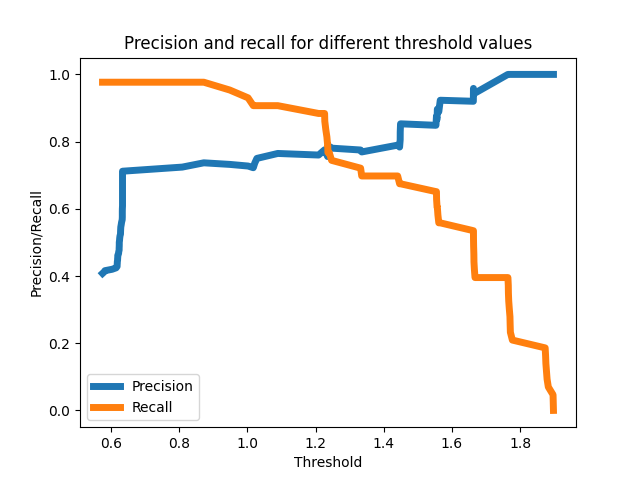 Precision and recall for different threshold values
Precision/Recall
1.0
0.8
0.6
0.4
0.2
0.0
Precision
Recall
0.6 0.8 1.0 1.2 1.4 1.6 1.8
Threshold